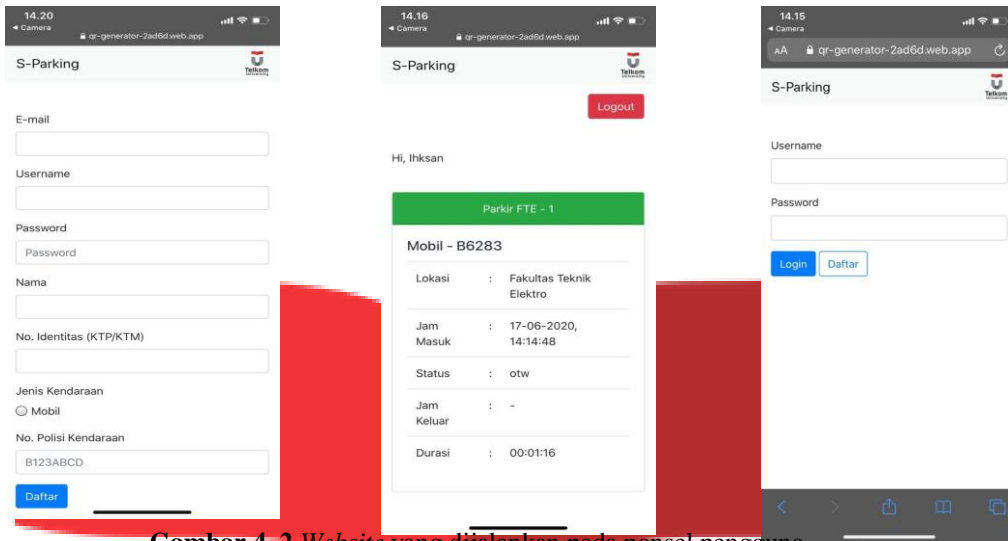 14.20
◄ Camera
qr-generator-2ad6d.web.app
S-Parking
Telkom
University
E-mail
Username
Password
Password
Nama
No. Identitas (KTP/KTM)
Jenis Kendaraan
Mobil
No. Polisi Kendaraan
B123ABCD
Daftar
14.16
◄ Camera
qr-generator-2ad6d.web.app
S-Parking
Telkom
University
Logout
Hi, Ihksan
Parkir FTE - 1
Mobil - B6283
Lokasi : Fakultas Teknik
Elektro
Jam
Masuk : 17-06-2020,
14:14:48
Status : otw
Jam
Keluar : -
Durasi : 00:01:16
14.15
◄ Camera
AA qr-generator-2ad6d.web.app
S-Parking
Telkom
University
Username
Password
Login Daftar
Gambar 4. 2 Website yang dijalankan pada ponsel pengguna